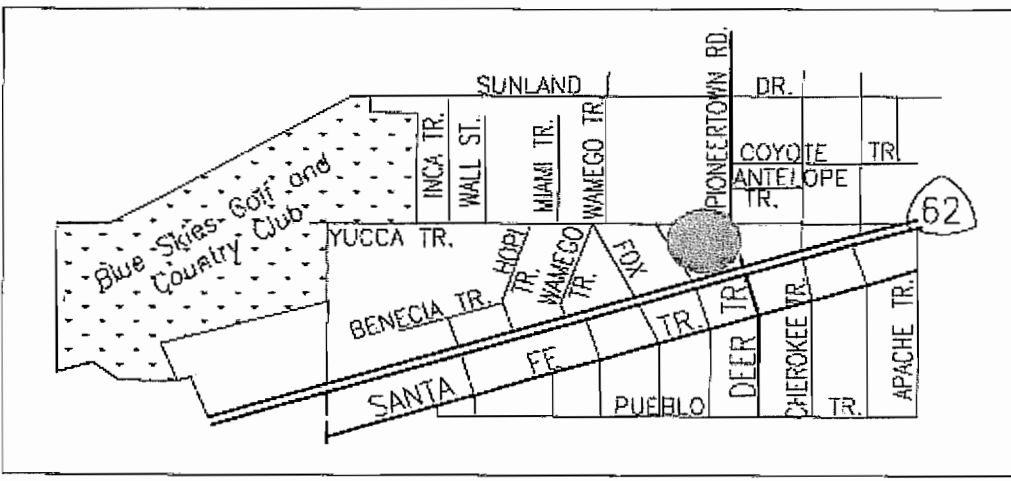 SUNLAND DR.
PIONEERTOWN RD.
INCA TR.
WALL ST.
MIAMI TR.
WAMEGO TR.
COYOTE TR.
ANTELOPE
TR.
62
Blue Skies Golf and
Country Club
YUCCA TR.
HOPI
TR.
WAMEGO
TR.
FOX TR.
BENECIA TR.
SANTA FE
DEER TR.
CHEROKEE TR.
APACHE TR.
PUEBLO TR.